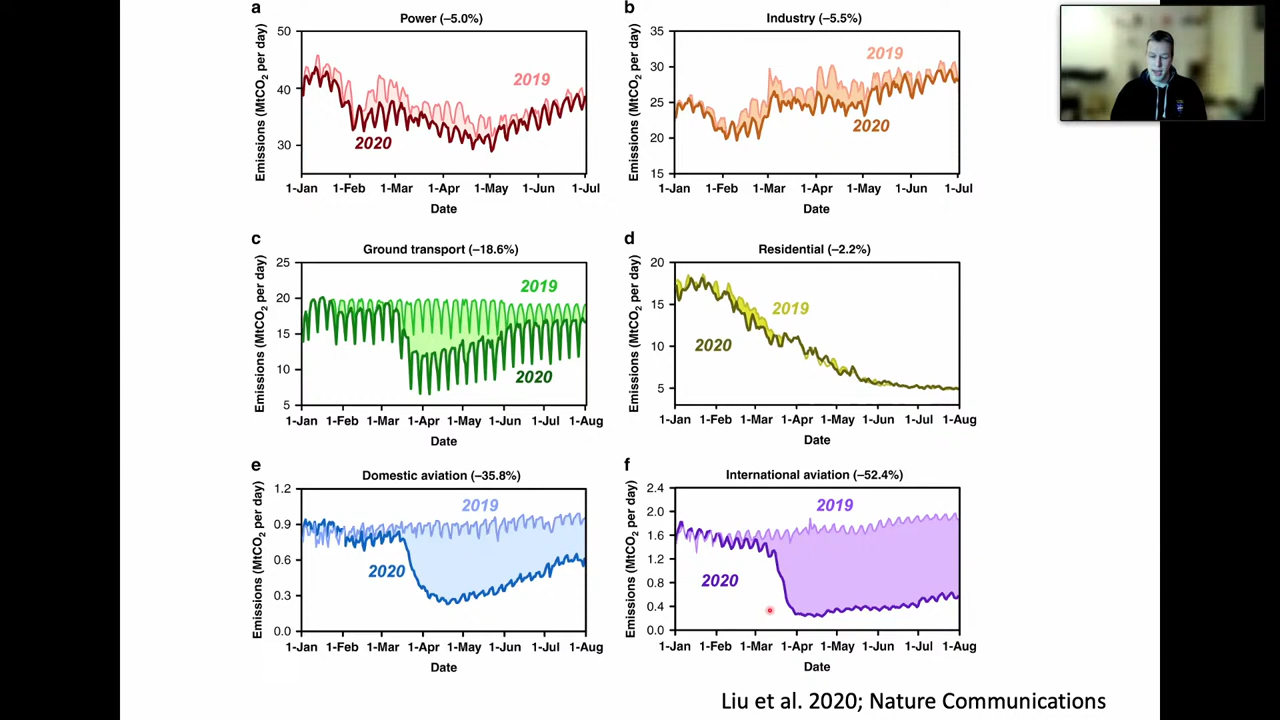 a
Power (–5.0%)
Emissions (MtCO2 per day)
50
40
30
2019
2020
1-Jan 1-Feb 1-Mar 1-Apr 1-May 1-Jun 1-Jul
Date
b
Industry (–5.5%)
Emissions (MtCO2 per day)
35
30
25
20
15
2019
2020
1-Jan 1-Feb 1-Mar 1-Apr 1-May 1-Jun 1-Jul
Date
c
Ground transport (–18.6%)
Emissions (MtCO2 per day)
25
20
15
10
5
2019
2020
1-Jan 1-Feb 1-Mar 1-Apr 1-May 1-Jun 1-Jul 1-Aug
Date
d
Residential (–2.2%)
Emissions (MtCO2 per day)
20
15
10
5
2019
2020
1-Jan 1-Feb 1-Mar 1-Apr 1-May 1-Jun 1-Jul 1-Aug
Date
e
Domestic aviation (–35.8%)
Emissions (MtCO2 per day)
1.2
0.9
0.6
0.3
0.0
2019
2020
1-Jan 1-Feb 1-Mar 1-Apr 1-May 1-Jun 1-Jul 1-Aug
Date
f
International aviation (–52.4%)
Emissions (MtCO2 per day)
2.4
2.0
1.6
1.2
0.8
0.4
0.0
2019
2020
1-Jan 1-Feb 1-Mar 1-Apr 1-May 1-Jun 1-Jul 1-Aug
Date
Liu et al. 2020; Nature Communications